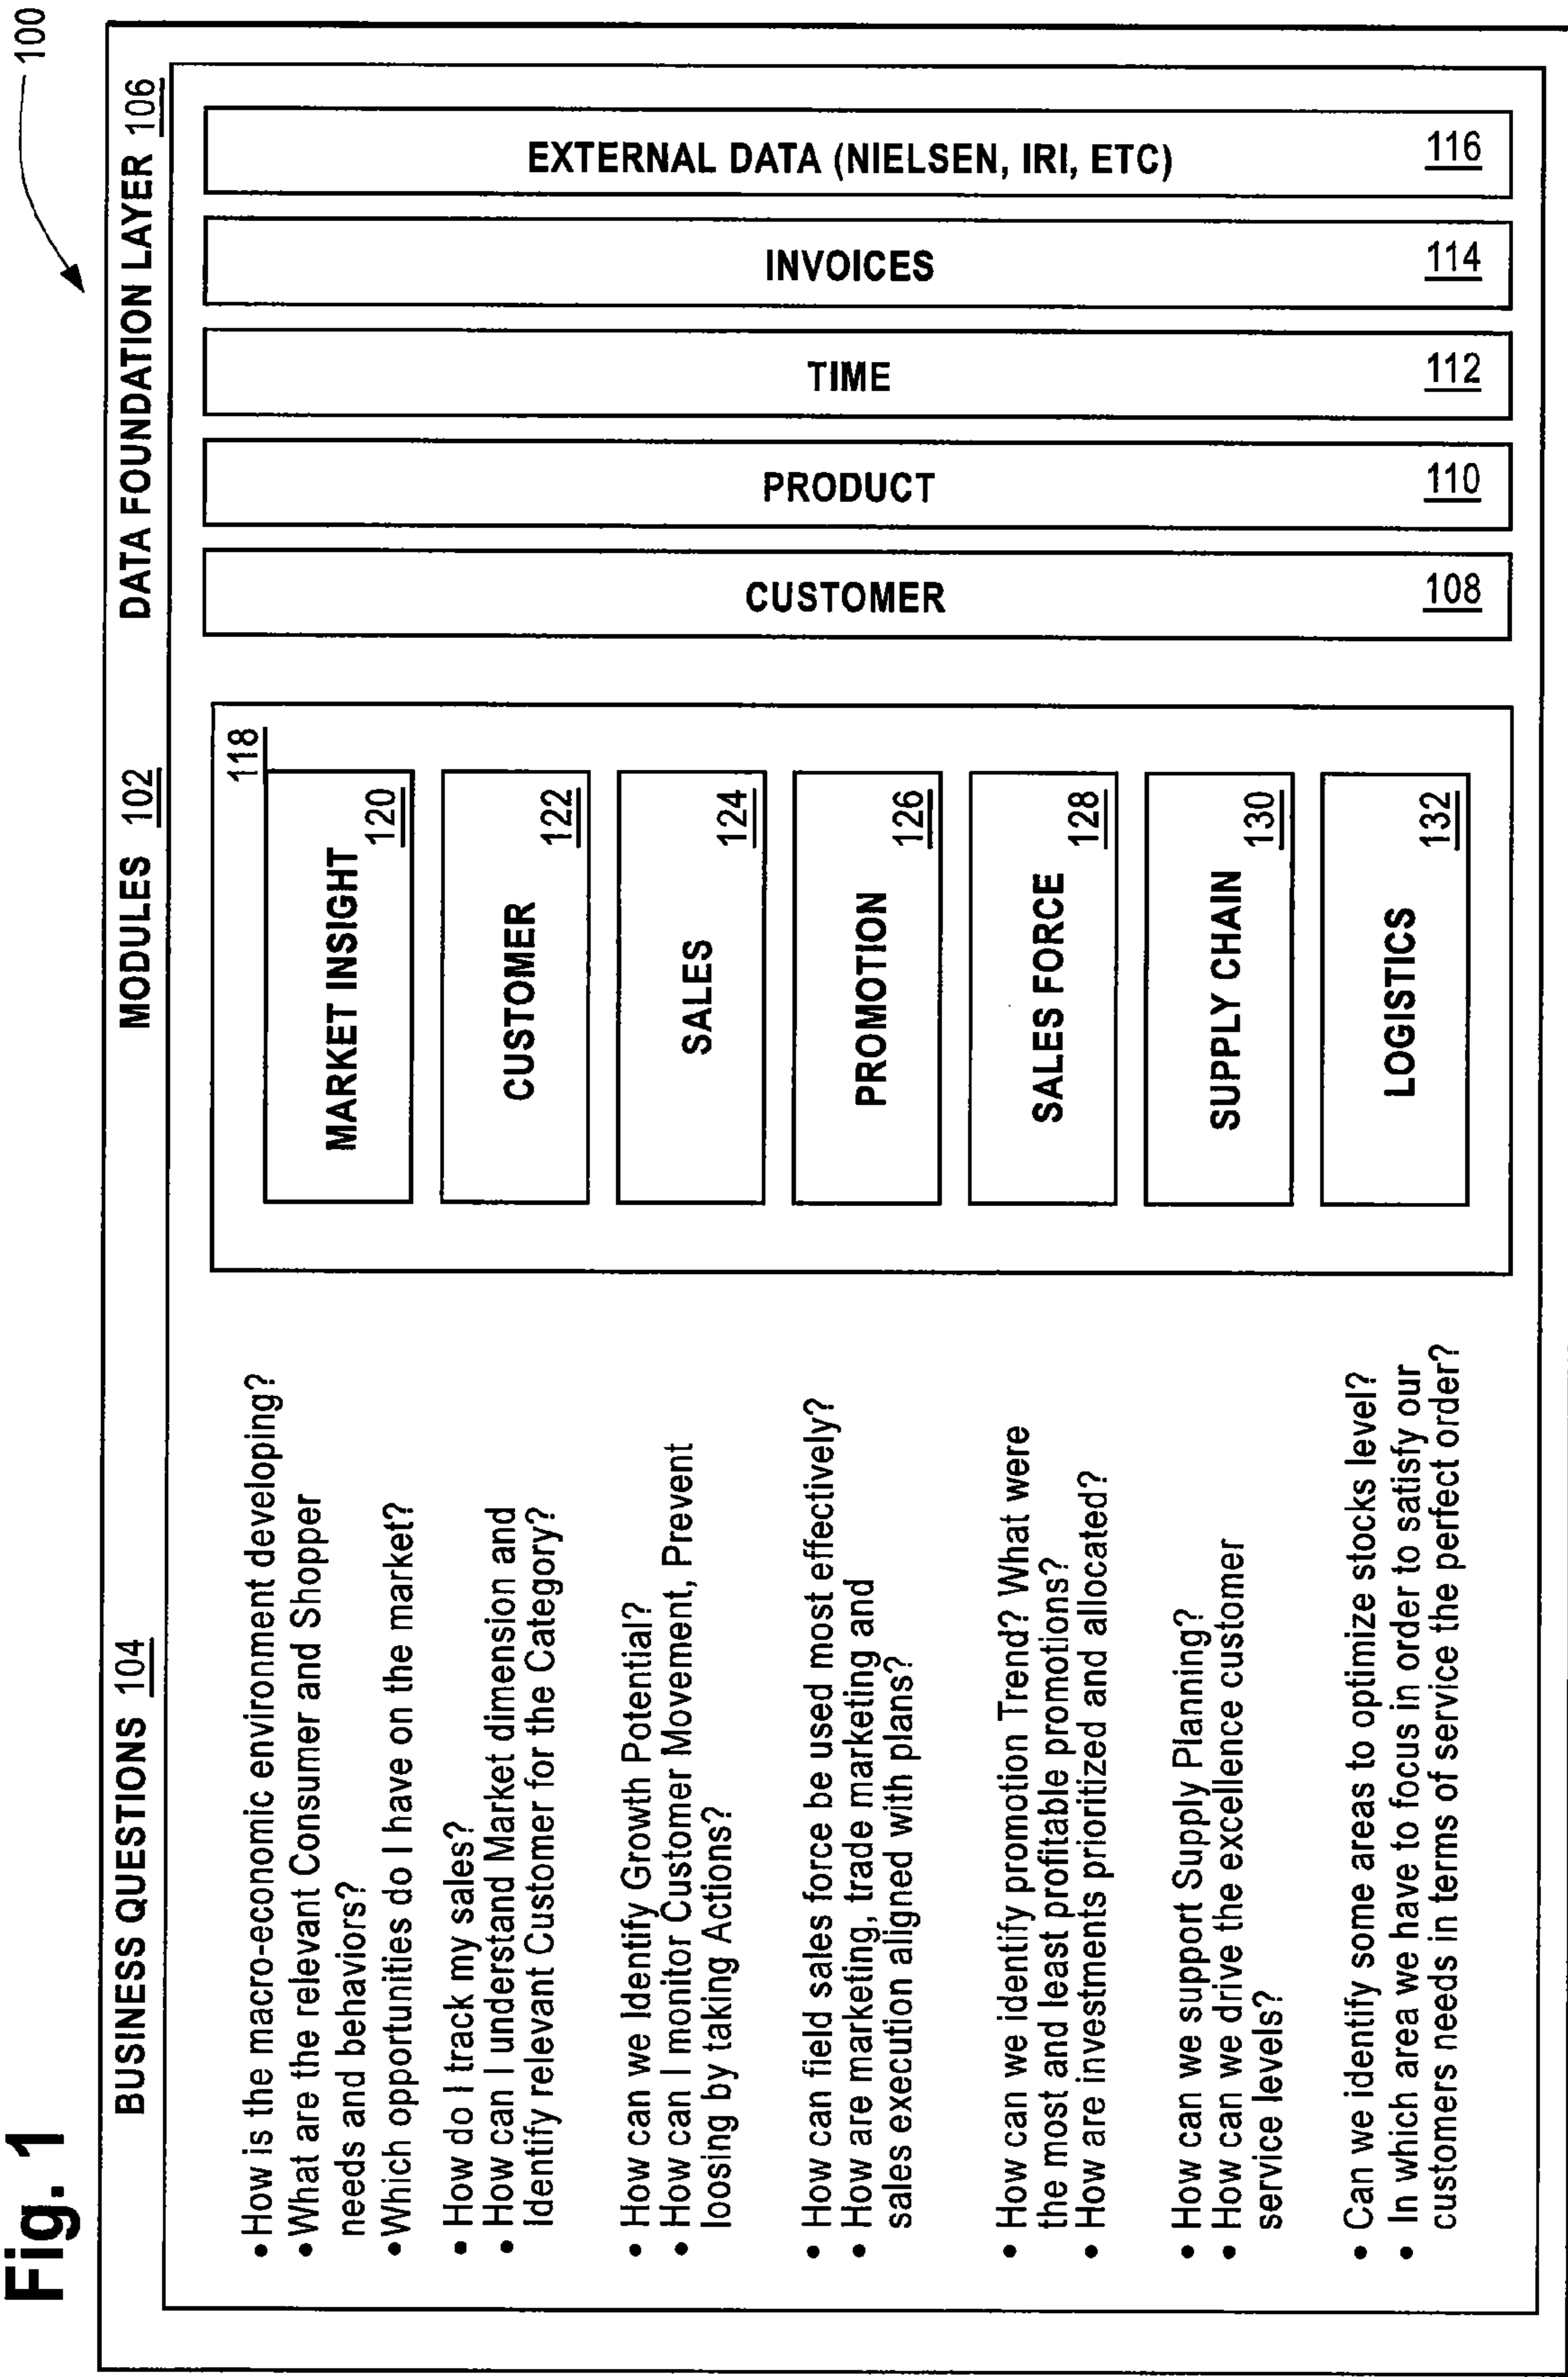 Fig. 1
100
BUSINESS QUESTIONS 104
MODULES 102
DATA FOUNDATION LAYER 106
• How is the macro-economic environment developing?
• What are the relevant Consumer and Shopper
needs and behaviors?
• Which opportunities do I have on the market?
• How do I track my sales?
• How can I understand Market dimension and
Identify relevant Customer for the Category?
• How can we Identify Growth Potential?
• How can I monitor Customer Movement, Prevent
loosing by taking Actions?
• How can field sales force be used most effectively?
• How are marketing, trade marketing and
sales execution aligned with plans?
• How can we identify promotion Trend? What were
the most and least profitable promotions?
• How are investments prioritized and allocated?
• How can we support Supply Planning?
• How can we drive the excellence customer
service levels?
• Can we identify some areas to optimize stocks level?
• In which area we have to focus in order to satisfy our
customers needs in terms of service the perfect order?
118
MARKET INSIGHT
120
CUSTOMER
122
SALES
124
PROMOTION
126
SALES FORCE
128
SUPPLY CHAIN
130
LOGISTICS
132
CUSTOMER
108
PRODUCT
110
TIME
112
INVOICES
114
EXTERNAL DATA (NIELSEN, IRI, ETC)
116